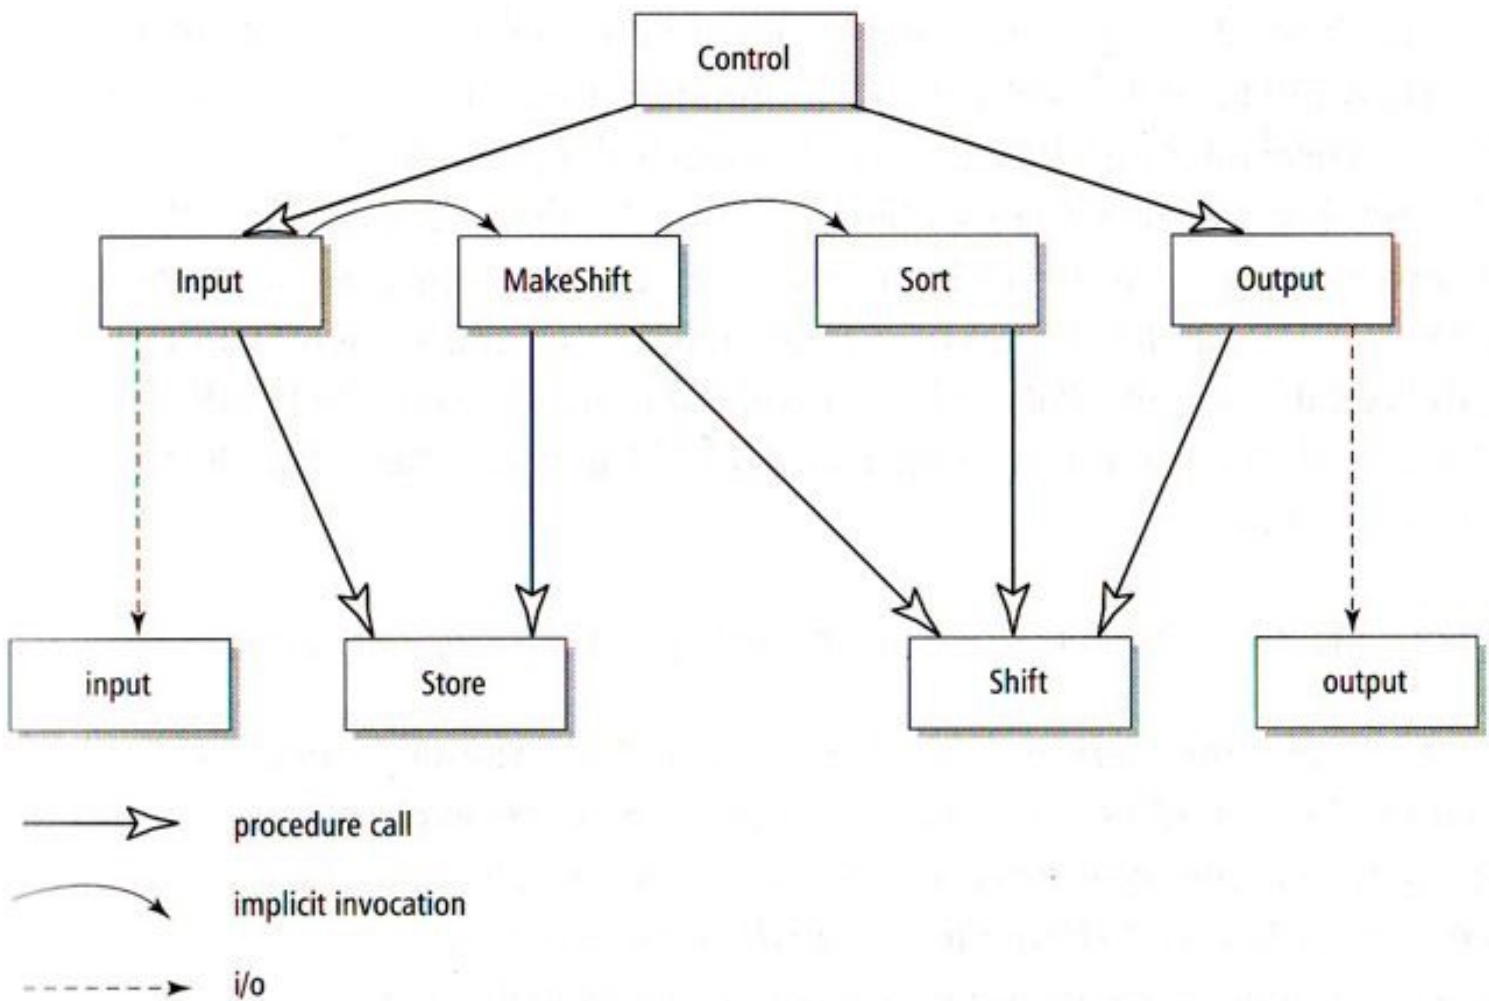 Control
Input
MakeShift
Sort
Output
input
Store
Shift
output
procedure call
implicit invocation
i/o